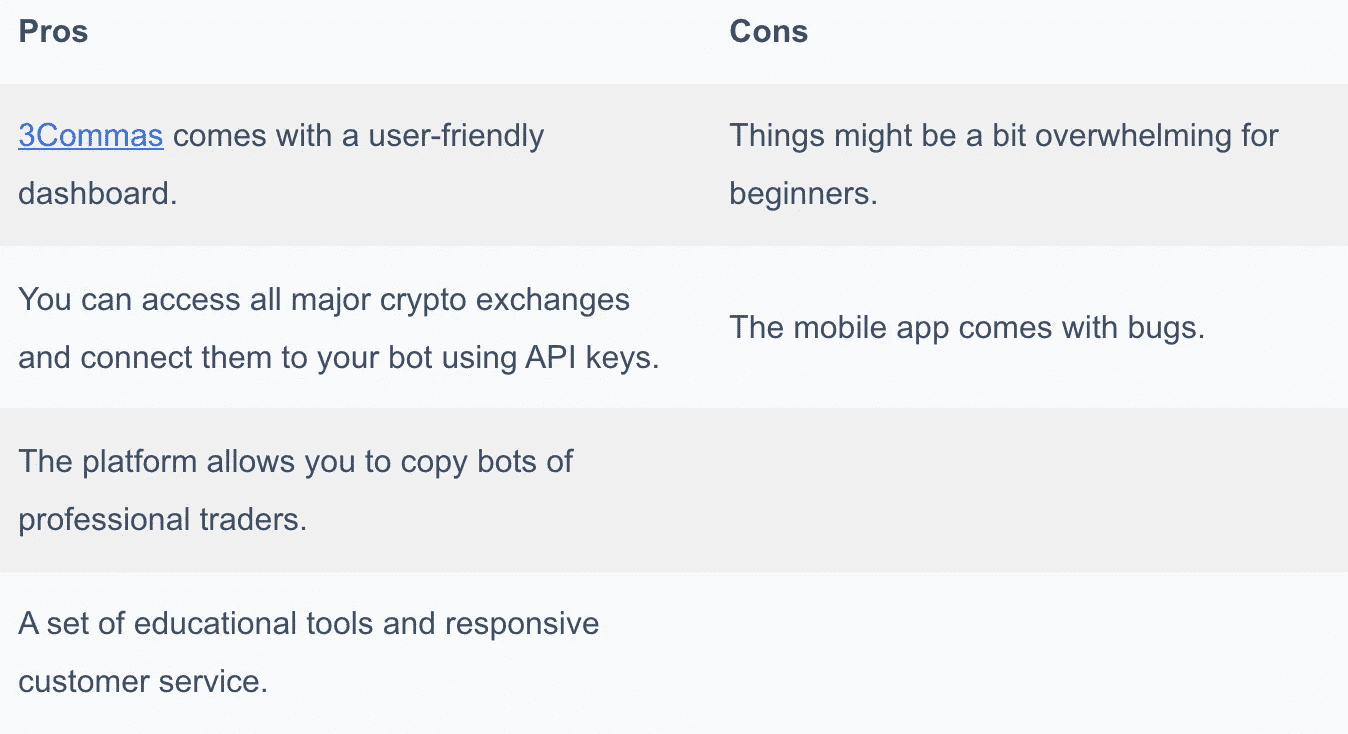 Pros
Cons
3Commas comes with a user-friendly
dashboard.
Things might be a bit overwhelming for
beginners.
You can access all major crypto exchanges
and connect them to your bot using API keys.
The mobile app comes with bugs.
The platform allows you to copy bots of
professional traders.
A set of educational tools and responsive
customer service.